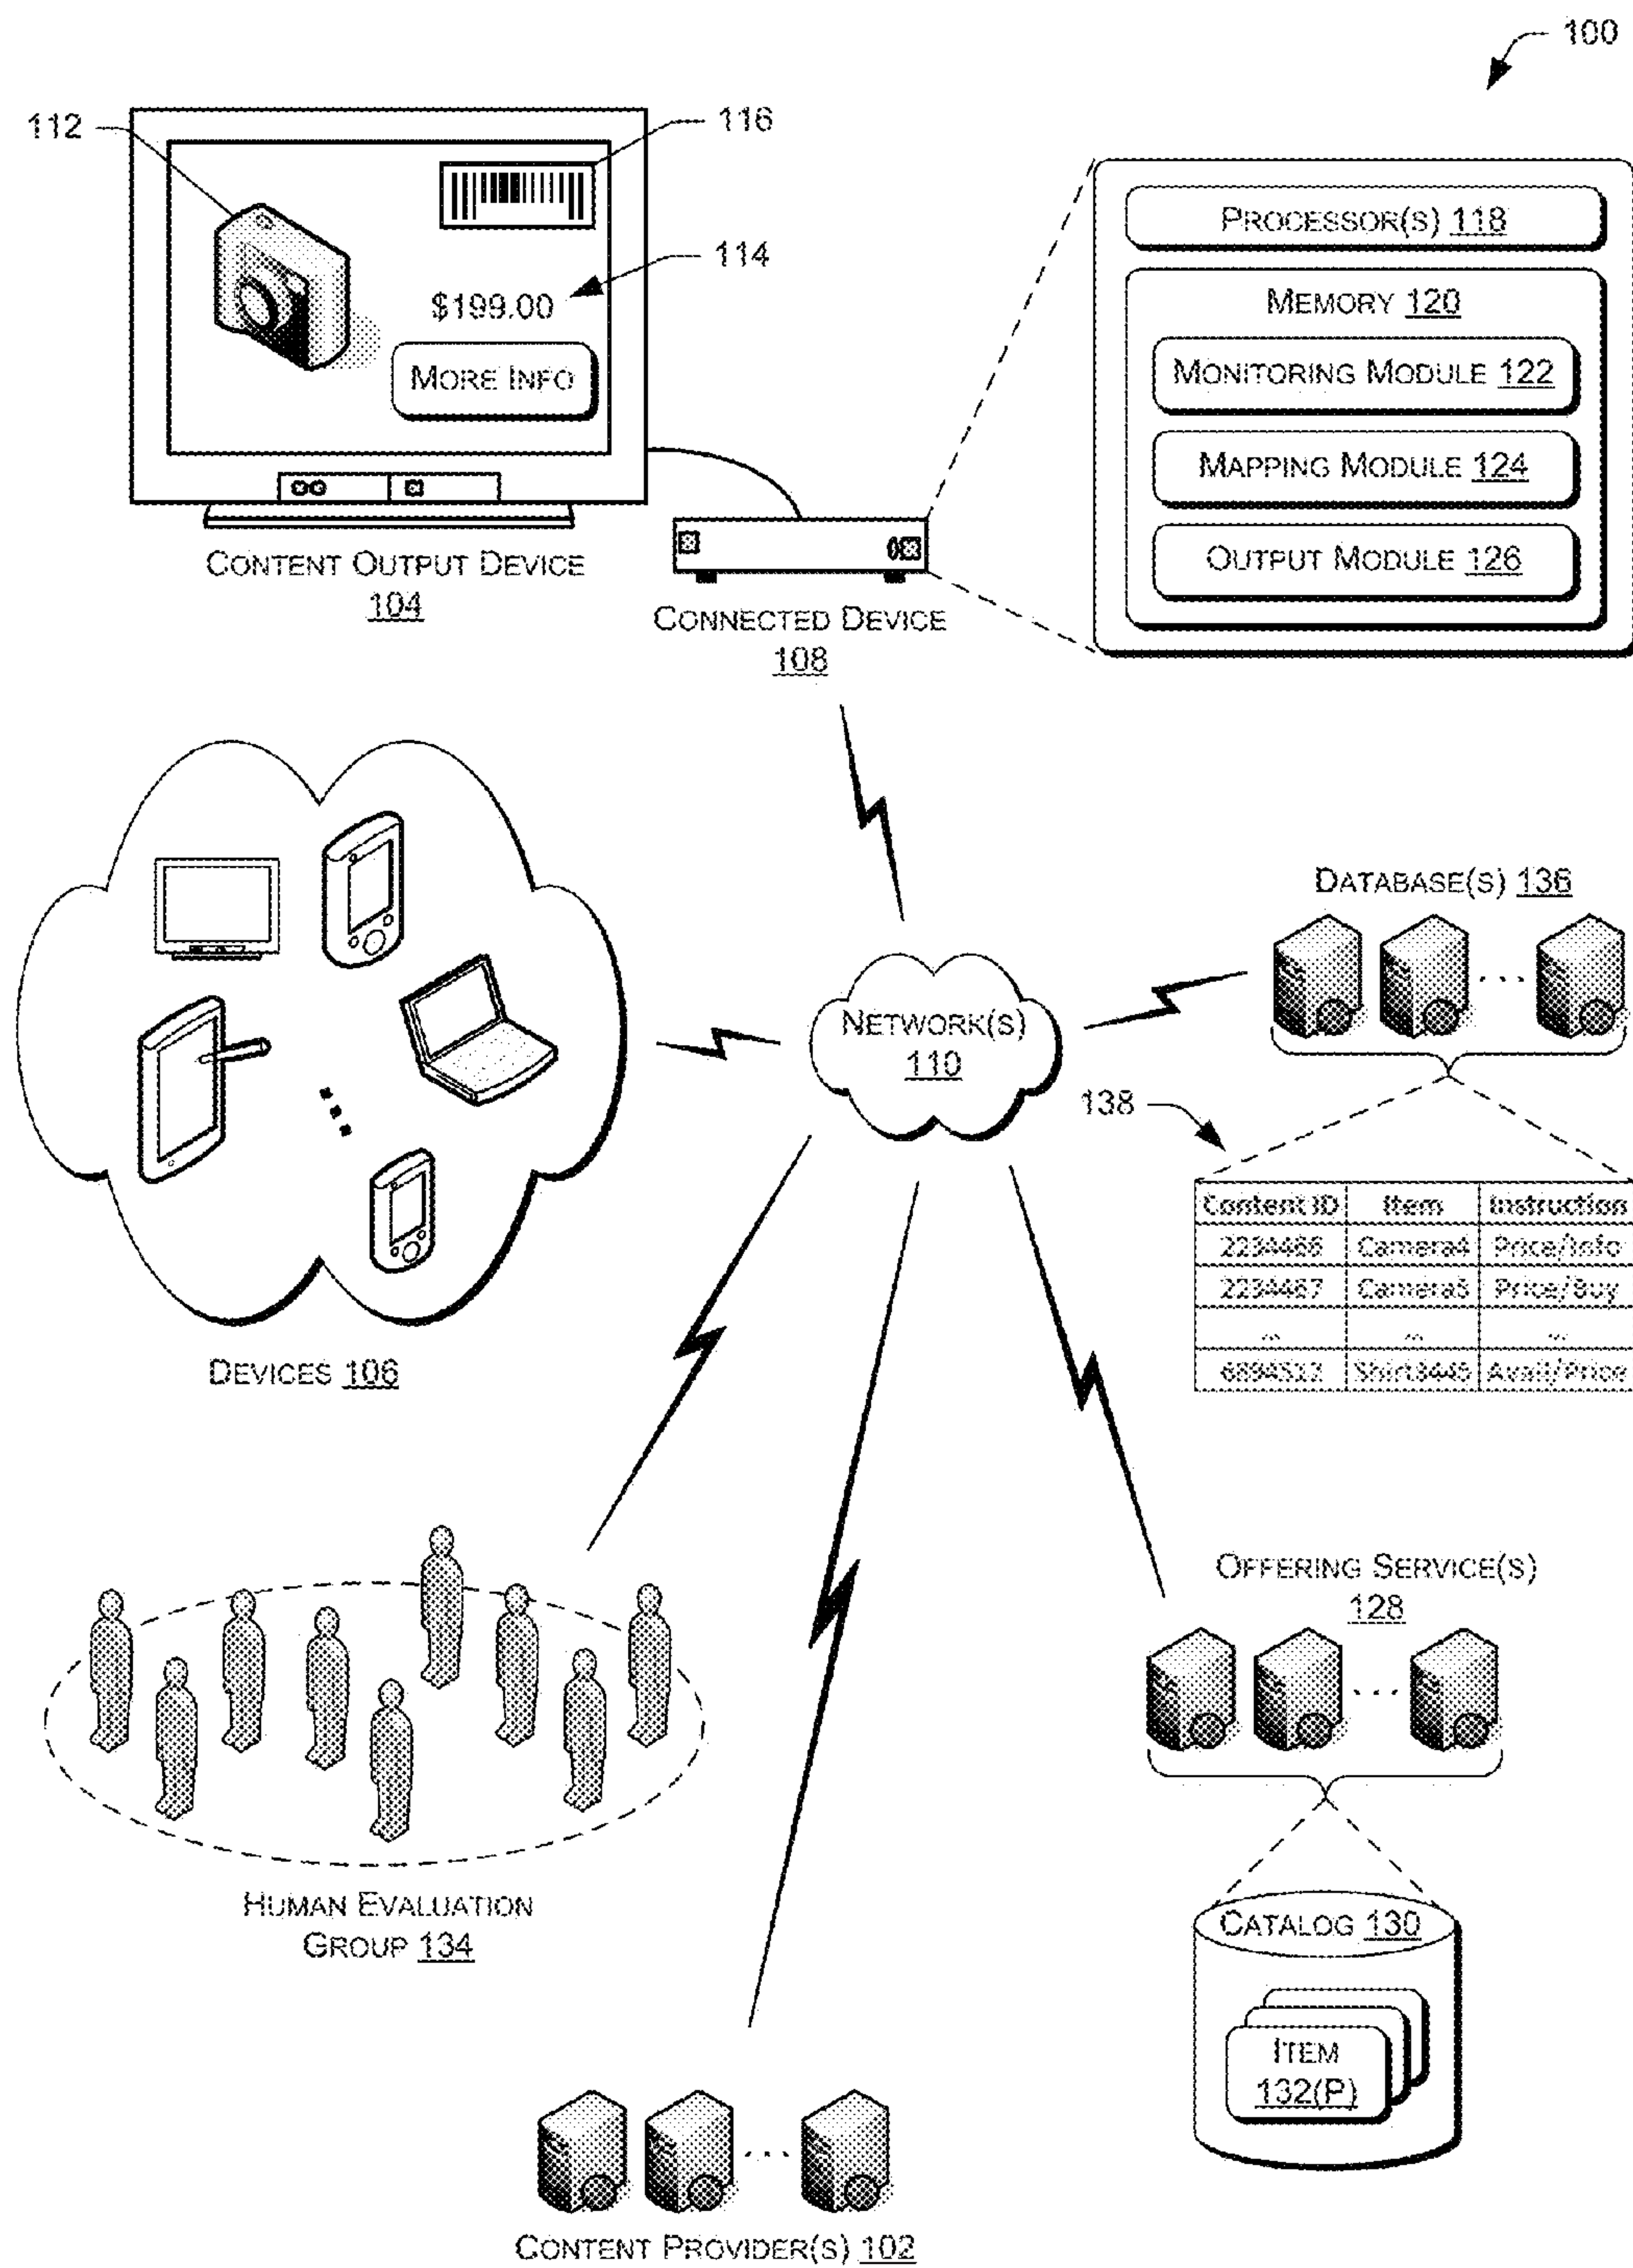 100
112
116
114
$199.00
MORE INFO
PROCESSOR(S) 118
MEMORY 120
MONITORING MODULE 122
MAPPING MODULE 124
OUTPUT MODULE 126
CONTENT OUTPUT DEVICE
104
CONNECTED DEVICE
108
DATABASE(S) 136
NETWORK(S)
110
138
Content ID Item Instruction
2234466 Camera4 Price/Info
2234467 Camera5 Price/Buy
... ... ...
6894512 Shirt3445 Avail/Price
DEVICES 106
OFFERING SERVICE(S)
128
HUMAN EVALUATION
GROUP 134
CATALOG 130
ITEM
132(P)
CONTENT PROVIDER(S) 102